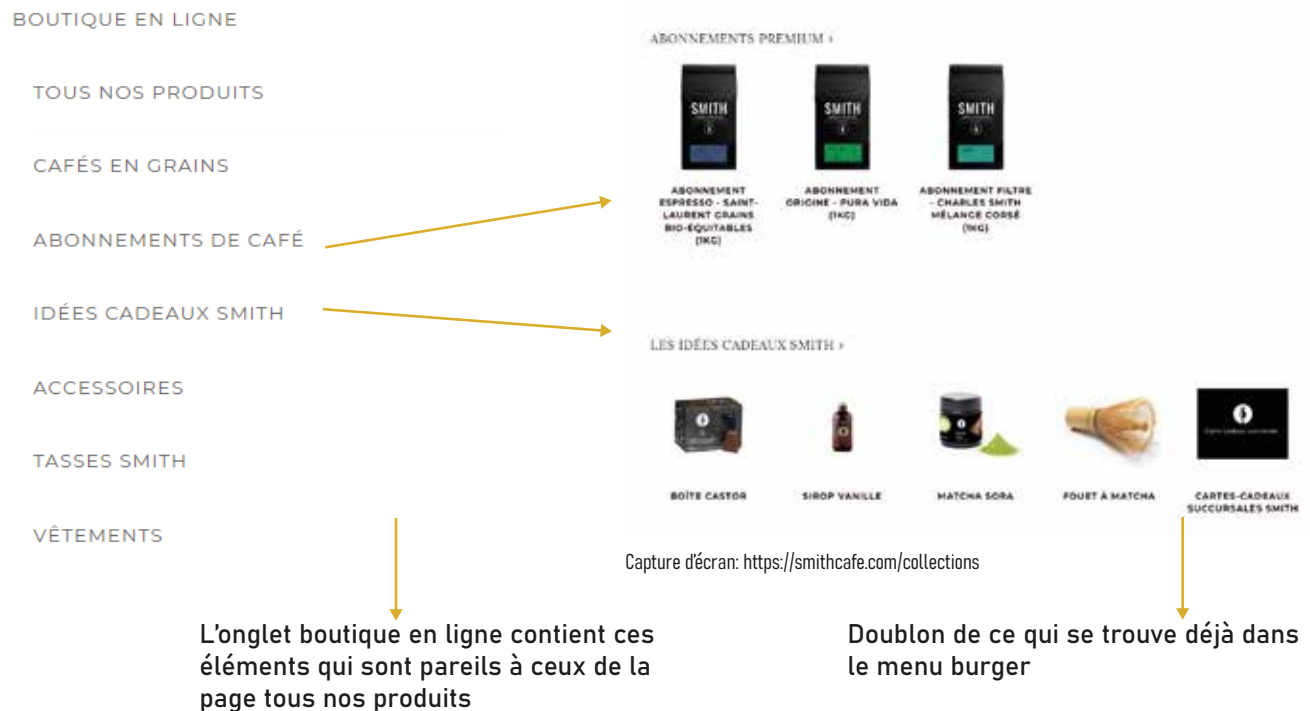 BOUTIQUE EN LIGNE
TOUS NOS PRODUITS
CAFÉS EN GRAINS
ABONNEMENTS DE CAFÉ
IDÉES CADEAUX SMITH
ACCESSOIRES
TASSES SMITH
VÊTEMENTS
ABONNEMENTS PREMIUM ›
SMITH
SMITH
SMITH
ABONNEMENT
ESPRESSO - SAINT-
LAURENT GRAINS
BIO-ÉQUITABLES
(1KG)
ABONNEMENT
ORIGINE - PURA VIDA
(1KG)
ABONNEMENT FILTRE
- CHARLES SMITH
MÉLANGE CORSÉ
(1KG)
LES IDÉES CADEAUX SMITH ›
BOÎTE CASTOR
SIROP VANILLE
MATCHA SORA
FOUET À MATCHA
CARTES-CADEAUX
SUCCURSALES SMITH
Capture d'écran: https://smithcafe.com/collections
L'onglet boutique en ligne contient ces
éléments qui sont pareils à ceux de la
page tous nos produits
Doublon de ce qui se trouve déjà dans
le menu burger